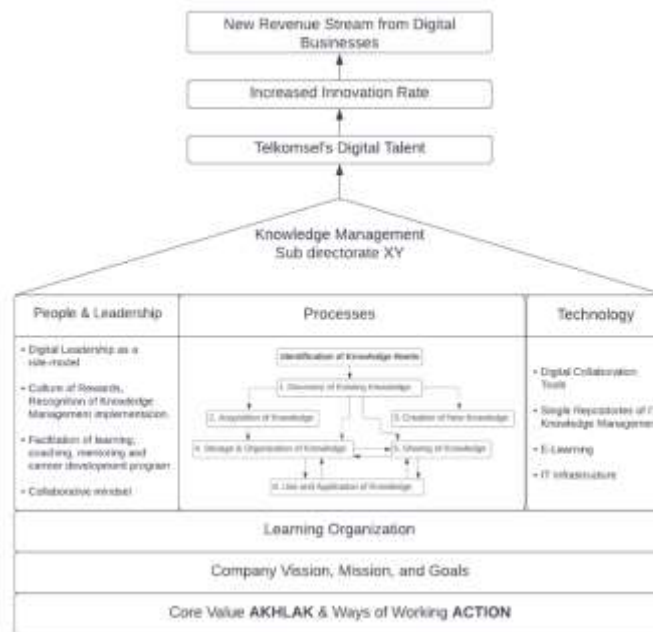 New Revenue Stream from Digital
Businesses
Increased Innovation Rate
Telkomsel's Digital Talent
Knowledge Management
Sub directorate XY
People & Leadership
Processes
Technology
• Digital Leadership as a
role-model
• Culture of Rewards,
Recognition of Knowledge
Management implementation.
• Facilitation of learning,
coaching, mentoring and
career development program
• Collaborative mindset
Identification of Knowledge Needs
1. Discovery of Existing Knowledge
2. Acquisition of Knowledge
3. Creation of New Knowledge
4. Storage & Organization of Knowledge
5. Sharing of Knowledge
6. Use and Application of Knowledge
• Digital Collaboration
Tools
• Single Repositories of IT
Knowledge Management
• E-Learning
• IT Infrastructure
Learning Organization
Company Vission, Mission, and Goals
Core Value AKHLAK & Ways of Working ACTION